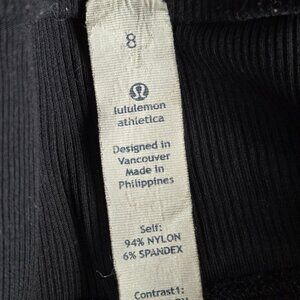 8
lululemon
athletica
Designed in
Vancouver
Made in
Philippines
Self:
94% NYLON
6% SPANDEX
Contrast1: